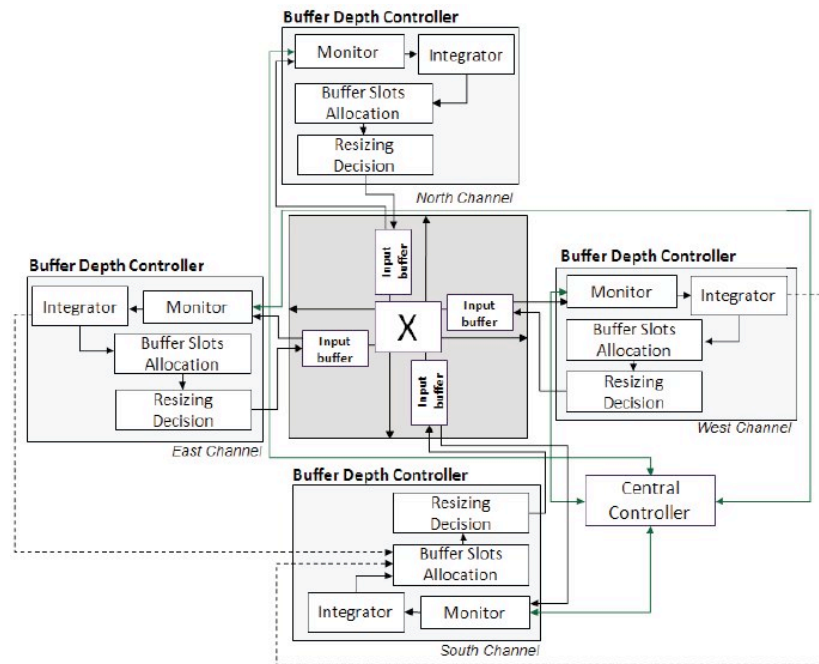 Buffer Depth Controller
Monitor
Integrator
Buffer Slots
Allocation
Resizing
Decision
North Channel
Buffer Depth Controller
Integrator
Monitor
Buffer Slots
Allocation
Resizing
Decision
East Channel
Input
buffer
Input
buffer
X
Input
buffer
Input
buffer
Buffer Depth Controller
Monitor
Integrator
Buffer Slots
Allocation
Resizing
Decision
West Channel
Buffer Depth Controller
Resizing
Decision
Buffer Slots
Allocation
Integrator
Monitor
South Channel
Central
Controller